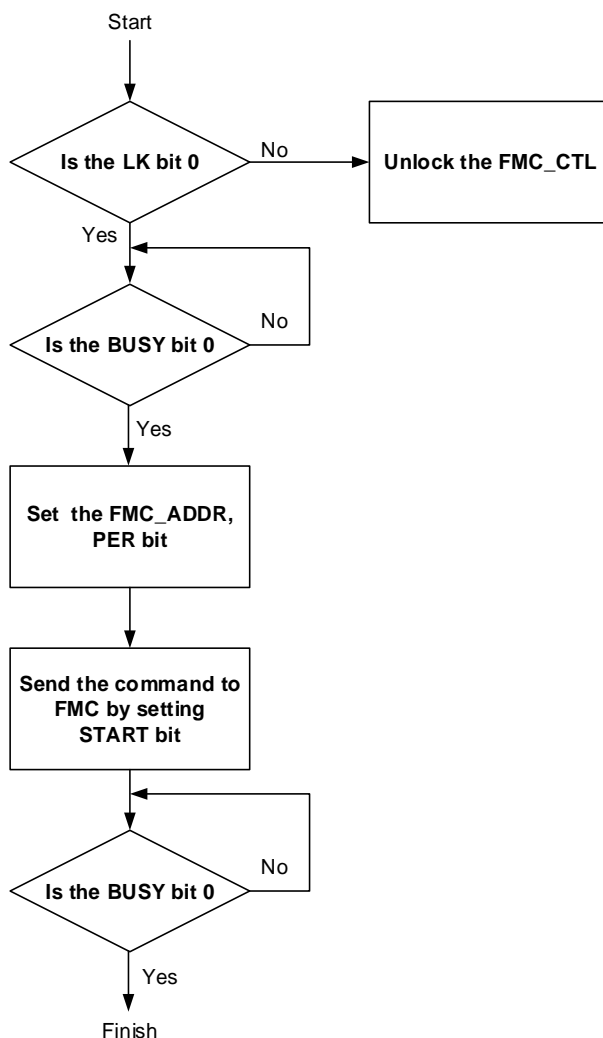 Start
Is the LK bit 0
No
Unlock the FMC_CTL
Yes
Is the BUSY bit 0
No
Yes
Set the FMC_ADDR,
PER bit
Send the command to
FMC by setting
START bit
Is the BUSY bit 0
No
Yes
Finish